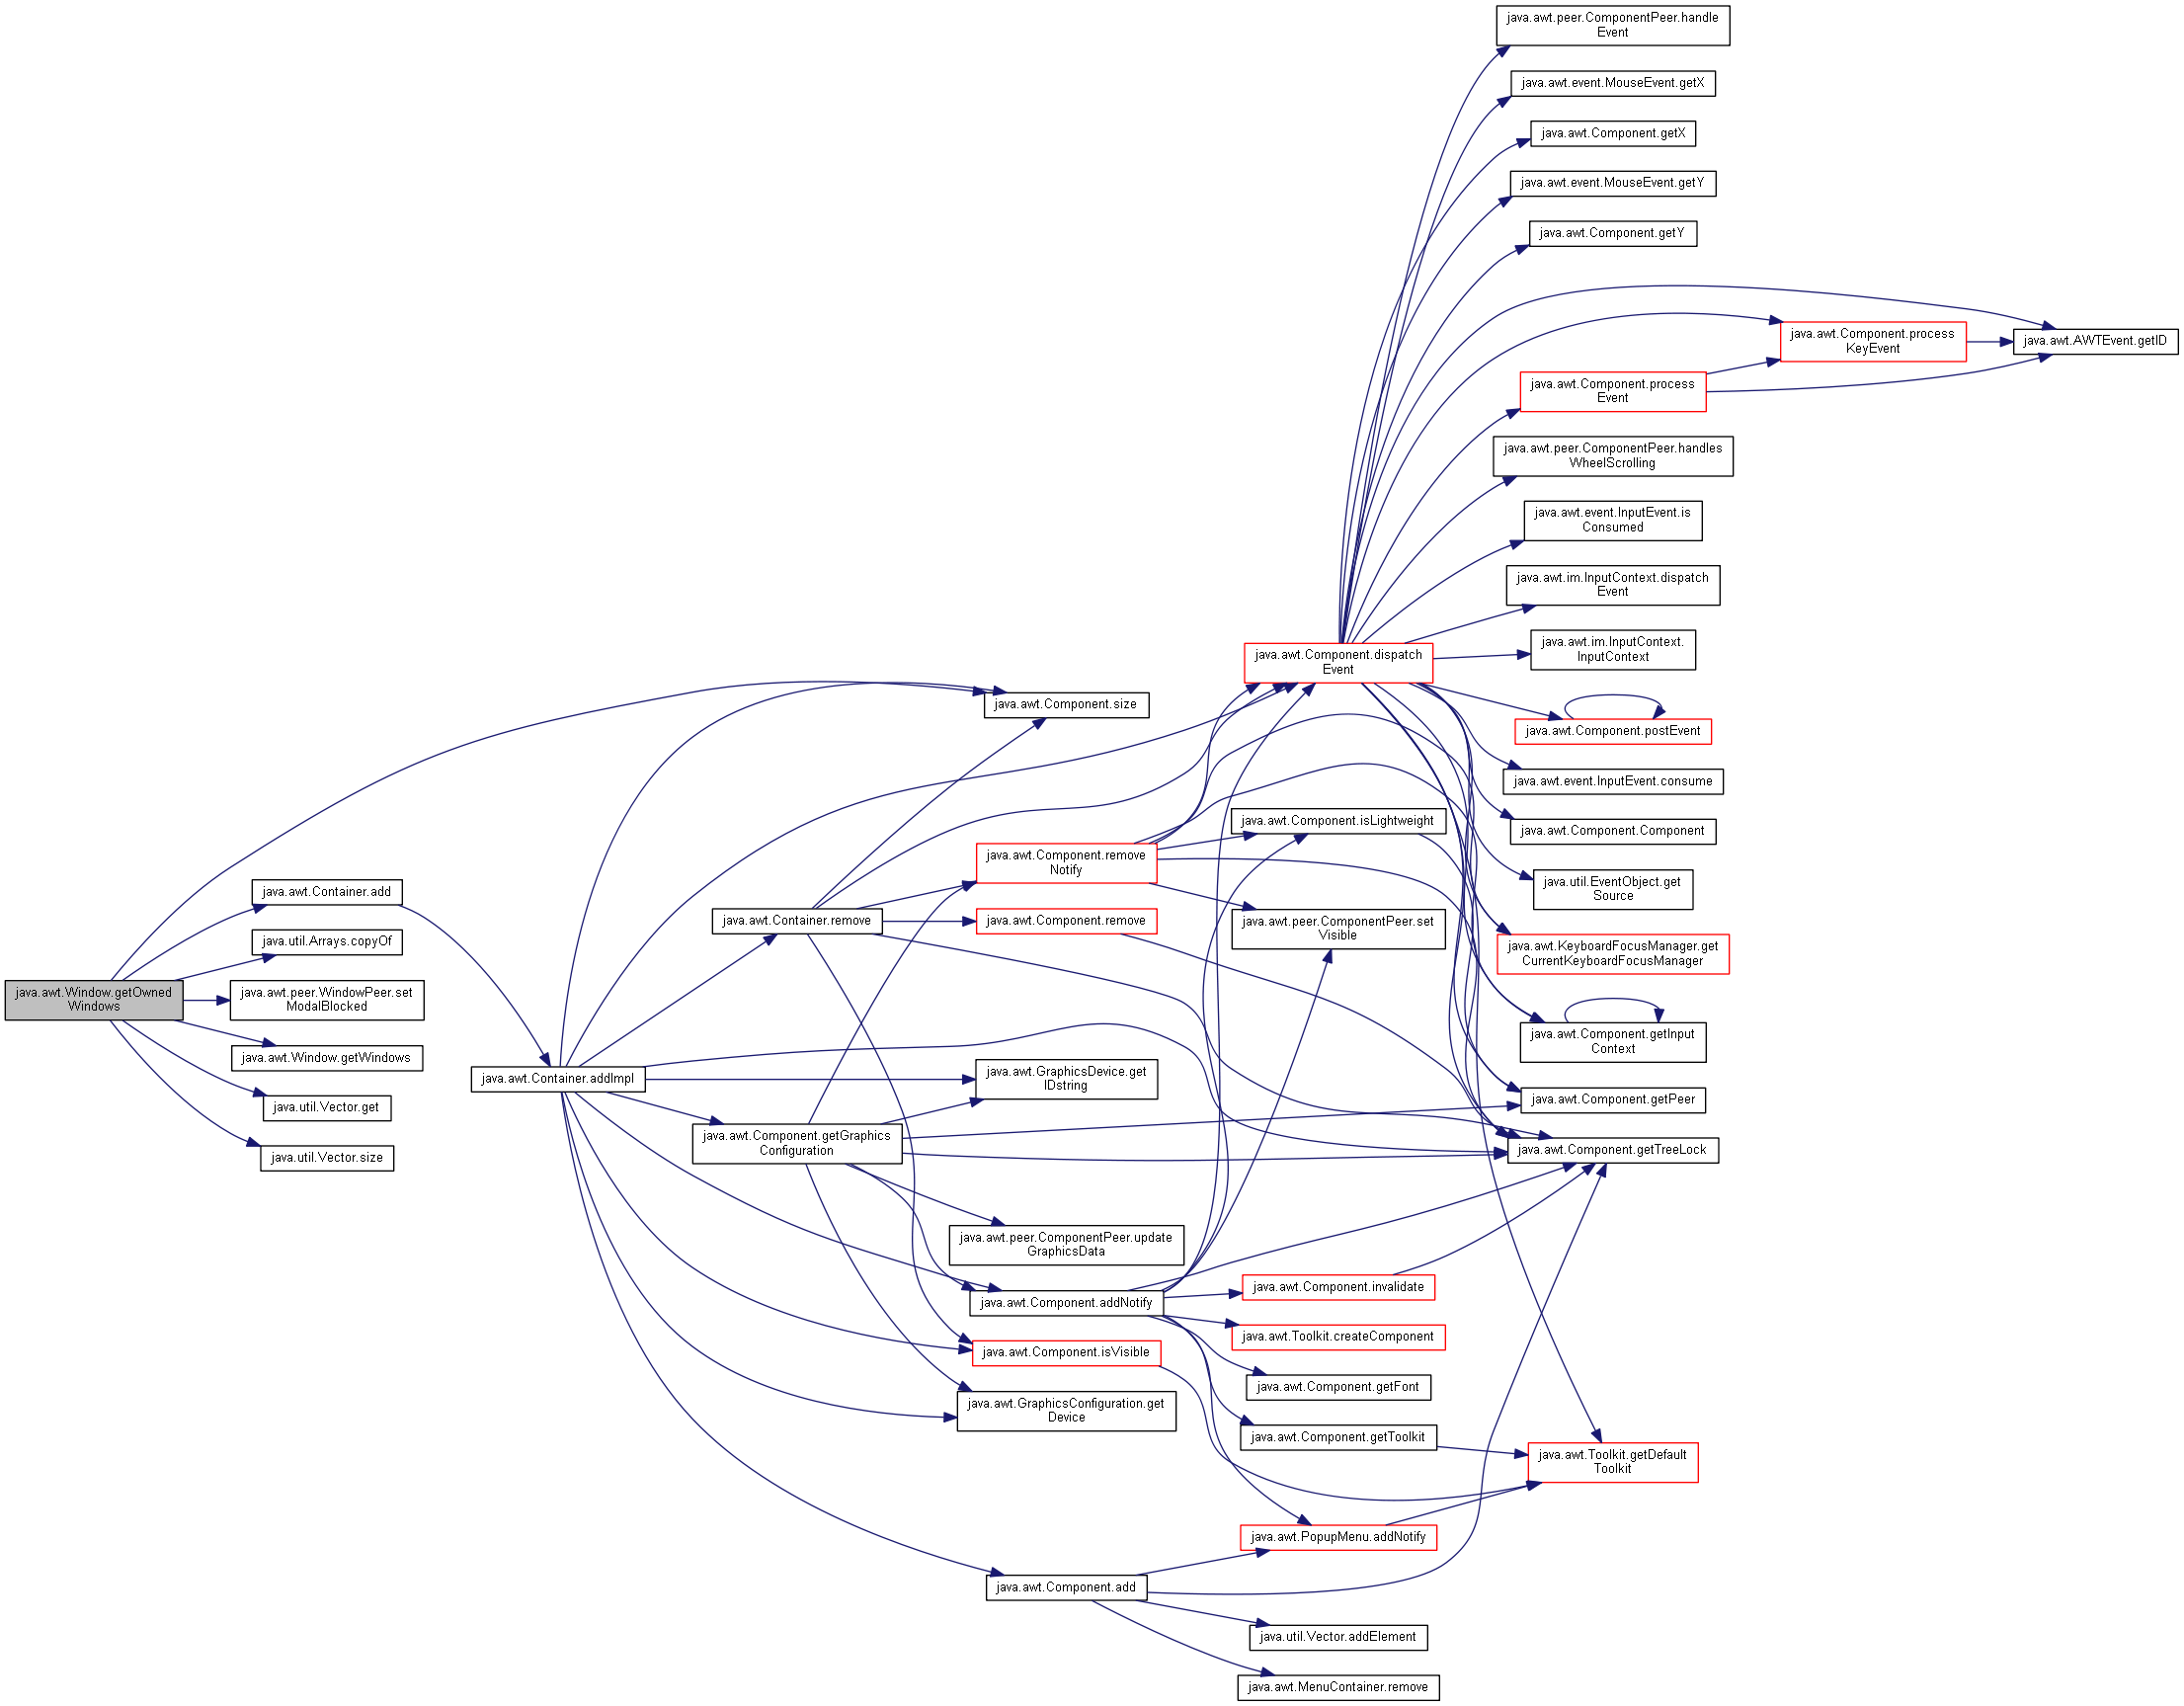 java.awt.peer.ComponentPeer.handle
Event
java.awt.event.MouseEvent.getX
java.awt.Component.getX
java.awt.event.MouseEvent.getY
java.awt.Component.getY
java.awt.Component.process
KeyEvent
java.awt.AWTEvent.getID
java.awt.Component.process
Event
java.awt.peer.ComponentPeer.handles
WheelScrolling
java.awt.event.InputEvent.is
Consumed
java.awt.im.InputContext.dispatch
Event
java.awt.im.InputContext.
InputContext
java.awt.Component.dispatch
Event
java.awt.Component.size
java.awt.Component.postEvent
java.awt.event.InputEvent.consume
java.awt.Component.isLightweight
java.awt.Component.Component
java.awt.Component.remove
Notify
java.util.EventObject.get
Source
java.awt.Container.add
java.awt.Container.remove
java.awt.Component.remove
java.awt.peer.ComponentPeer.set
Visible
java.util.Arrays.copyOf
java.awt.KeyboardFocusManager.get
CurrentKeyboardFocusManager
java.awt.Window.getOwned
Windows
java.awt.peer.WindowPeer.set
ModalBlocked
java.awt.Component.getInput
Context
java.awt.Window.getWindows
java.awt.Container.addImpl
java.awt.GraphicsDevice.get
IDstring
java.awt.Component.getPeer
java.util.Vector.get
java.awt.Component.getGraphics
Configuration
java.awt.Component.getTreeLock
java.util.Vector.size
java.awt.peer.ComponentPeer.update
GraphicsData
java.awt.Component.invalidate
java.awt.Component.addNotify
java.awt.Toolkit.createComponent
java.awt.Component.isVisible
java.awt.Component.getFont
java.awt.GraphicsConfiguration.get
Device
java.awt.Component.getToolkit
java.awt.Toolkit.getDefault
Toolkit
java.awt.PopupMenu.addNotify
java.awt.Component.add
java.util.Vector.addElement
java.awt.MenuContainer.remove